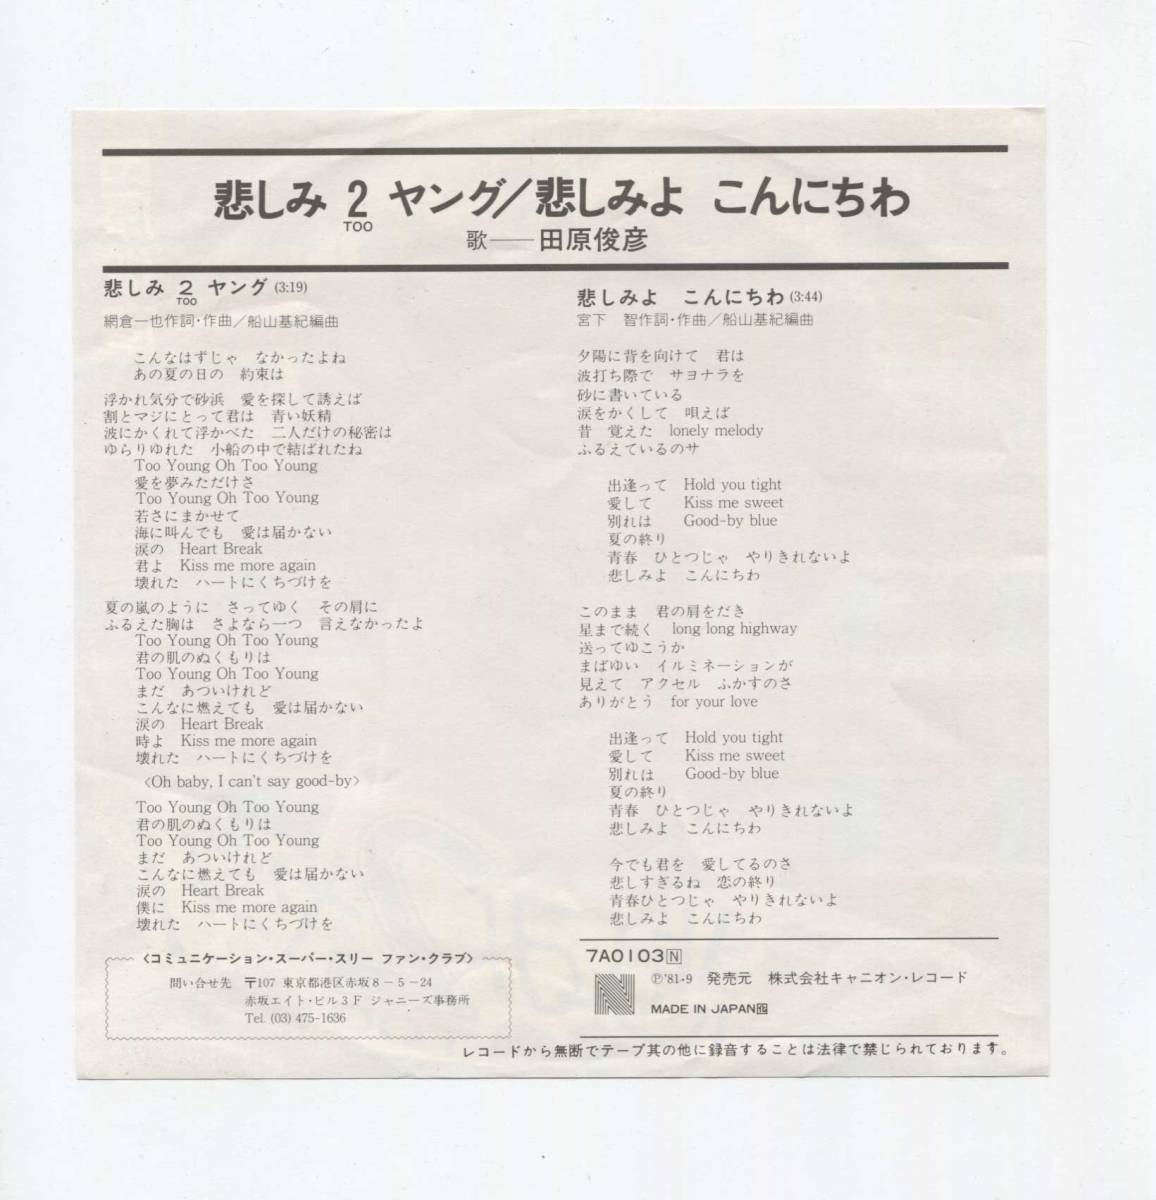 悲しみ 2 ヤング/悲しみよ こんにちわ
TOO
歌——田原俊彦
悲しみ 2 ヤング (3:19)
TOO
網倉一也作詞・作曲/船山基紀編曲
こんなはずじゃ なかったよね
あの夏の日の 約束は
浮かれ気分で砂浜 愛を探して誘えば
割とマジにとって君は 青い妖精
波にかくれて浮かべた 二人だけの秘密は
ゆらりゆれた 小船の中で結ばれたね
Too Young Oh Too Young
愛を夢みただけさ
Too Young Oh Too Young
若さにまかせて
海に叫んでも 愛は届かない
涙の Heart Break
君よ Kiss me more again
壊れた ハートにくちづけを
夏の嵐のように さってゆく その肩に
ふるえた胸は さよなら一つ 言えなかったよ
Too Young Oh Too Young
君の肌のぬくもりは
Too Young Oh Too Young
まだ あついけれど
こんなに燃えても 愛は届かない
涙の Heart Break
時よ Kiss me more again
壊れた ハートにくちづけを
〈Oh baby, I can't say good-by〉
Too Young Oh Too Young
君の肌のぬくもりは
Too Young Oh Too Young
まだ あついけれど
こんなに燃えても 愛は届かない
涙の Heart Break
僕に Kiss me more again
壊れた ハートにくちづけを
〈コミュニケーション・スーパー・スリー ファン・クラブ〉
問い合せ先 〒107 東京都港区赤坂8-5-24
赤坂エイト・ビル3F ジャニーズ事務所
Tel. (03) 475-1636
悲しみよ こんにちわ (3:44)
宮下 智作詞・作曲/船山基紀編曲
夕陽に背を向けて 君は
波打ち際で サヨナラを
砂に書いている
涙をかくして 唄えば
昔 覚えた lonely melody
ふるえているのサ
出逢って Hold you tight
愛して Kiss me sweet
別れは Good-by blue
夏の終り
青春 ひとつじゃ やりきれないよ
悲しみよ こんにちわ
このまま 君の肩をだき
星まで続く long long highway
送ってゆこうか
まばゆい イルミネーションが
見えて アクセル ふかすのさ
ありがとう for your love
出逢って Hold you tight
愛して Kiss me sweet
別れは Good-by blue
夏の終り
青春 ひとつじゃ やりきれないよ
悲しみよ こんにちわ
今でも君を 愛してるのさ
悲しすぎるね 恋の終り
青春ひとつじゃ やりきれないよ
悲しみよ こんにちわ
7A0103 N
N ℗'81・9 発売元 株式会社キャニオン・レコード
MADE IN JAPAN
レコードから無断でテープ其の他に録音することは法律で禁じられております。